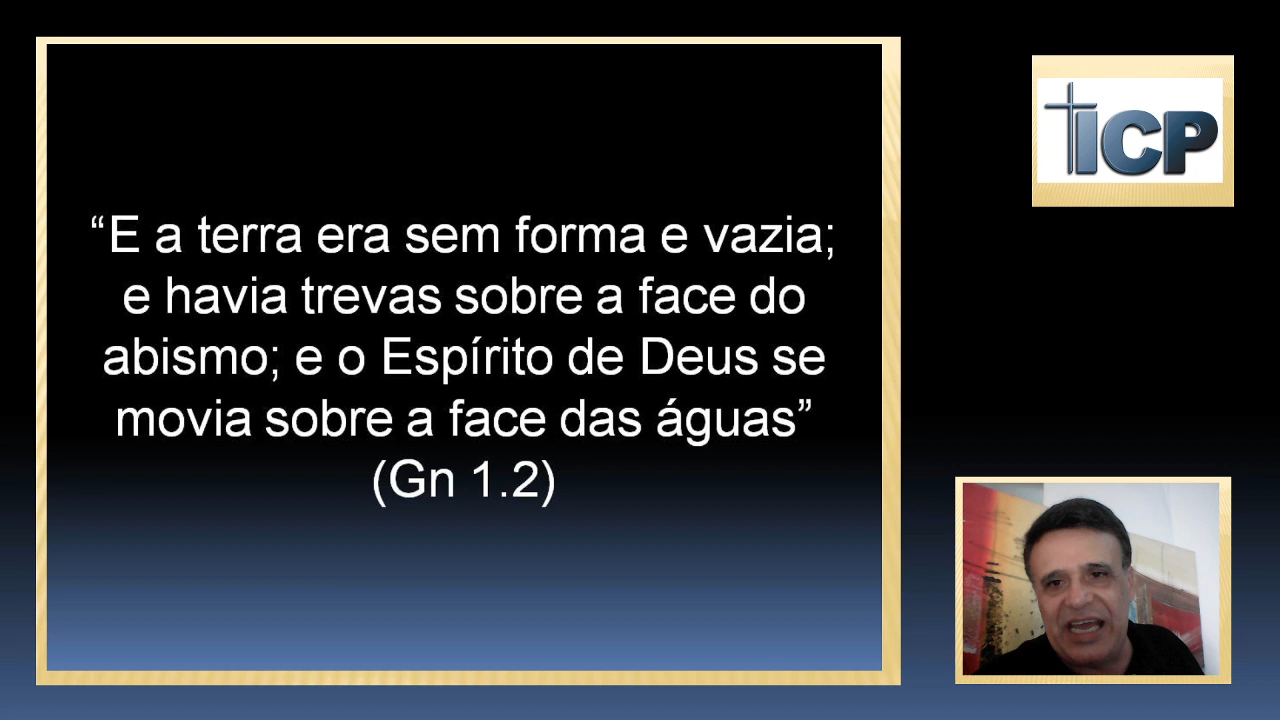 “E a terra era sem forma e vazia;
e havia trevas sobre a face do
abismo; e o Espírito de Deus se
movia sobre a face das águas”
(Gn 1.2)
ICP